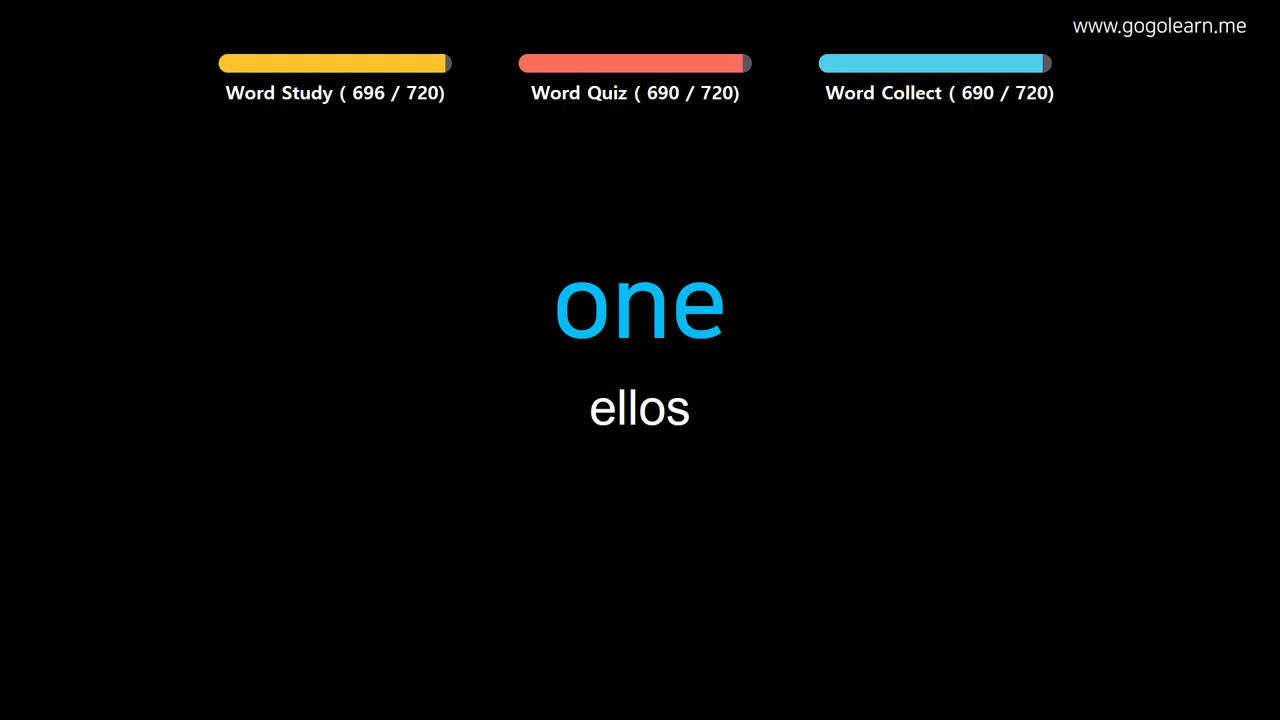 www.gogolearn.me
Word Study ( 696 / 720)
Word Quiz ( 690 / 720)
Word Collect ( 690 / 720)
one
ellos